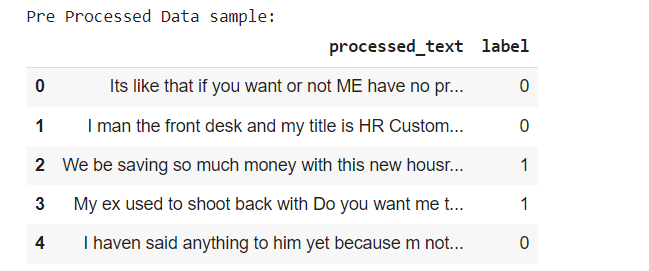 Pre Processed Data sample:
processed_text label
0 Its like that if you want or not ME have no pr... 0
1 I man the front desk and my title is HR Custom... 0
2 We be saving so much money with this new housr... 1
3 My ex used to shoot back with Do you want me t... 1
4 I haven said anything to him yet because m not... 0